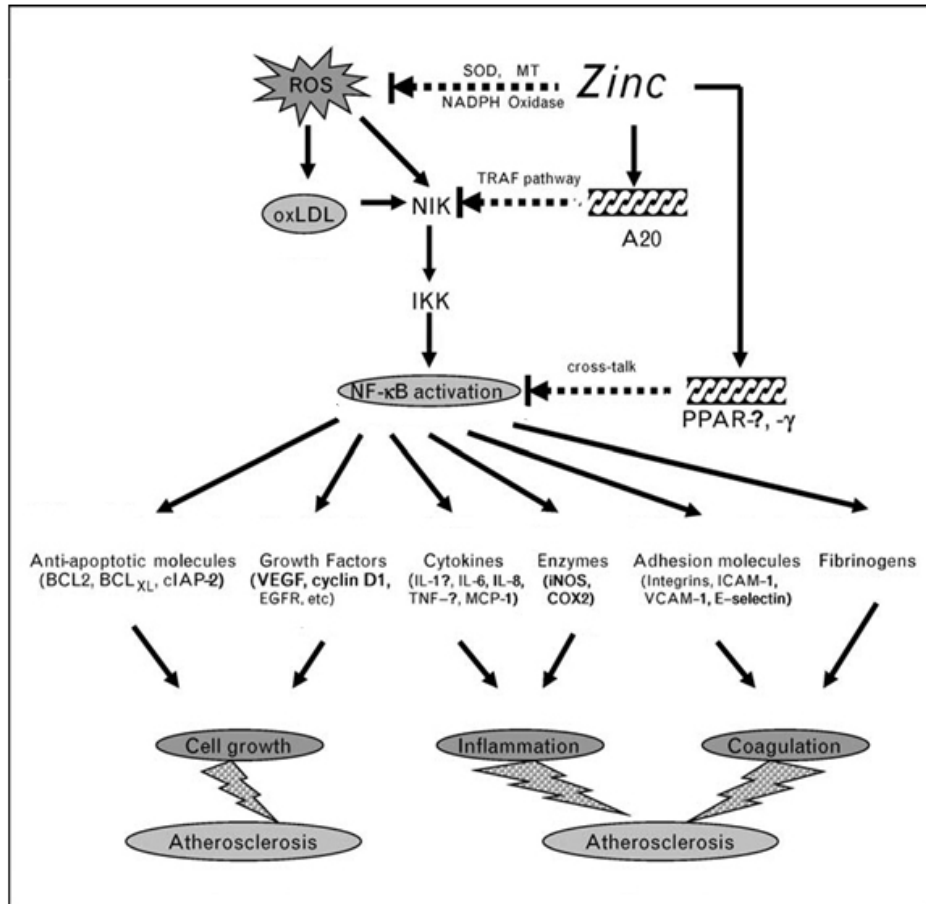 SOD, MT
ROS
Zinc
NADPH Oxidase
TRAF pathway
oxLDL
NIK
A20
IKK
cross-talk
NF-κB activation
PPAR-?, -γ
Anti-apoptotic molecules
(BCL2, BCLXL, cIAP-2)
Growth Factors
(VEGF, cyclin D1,
EGFR, etc)
Cytokines
(IL-1?, IL-6, IL-8,
TNF-?, MCP-1)
Enzymes
(iNOS,
COX2)
Adhesion molecules
(Integrins, ICAM-1,
VCAM-1, E-selectin)
Fibrinogens
Cell growth
Inflammation
Coagulation
Atherosclerosis
Atherosclerosis